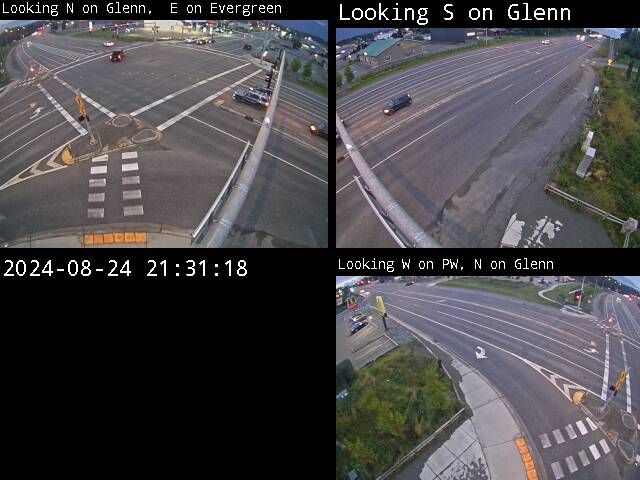 Looking N on Glenn,  E on Evergreen
Looking S on Glenn
2024-08-24 21:31:18
Looking W on PW, N on Glenn